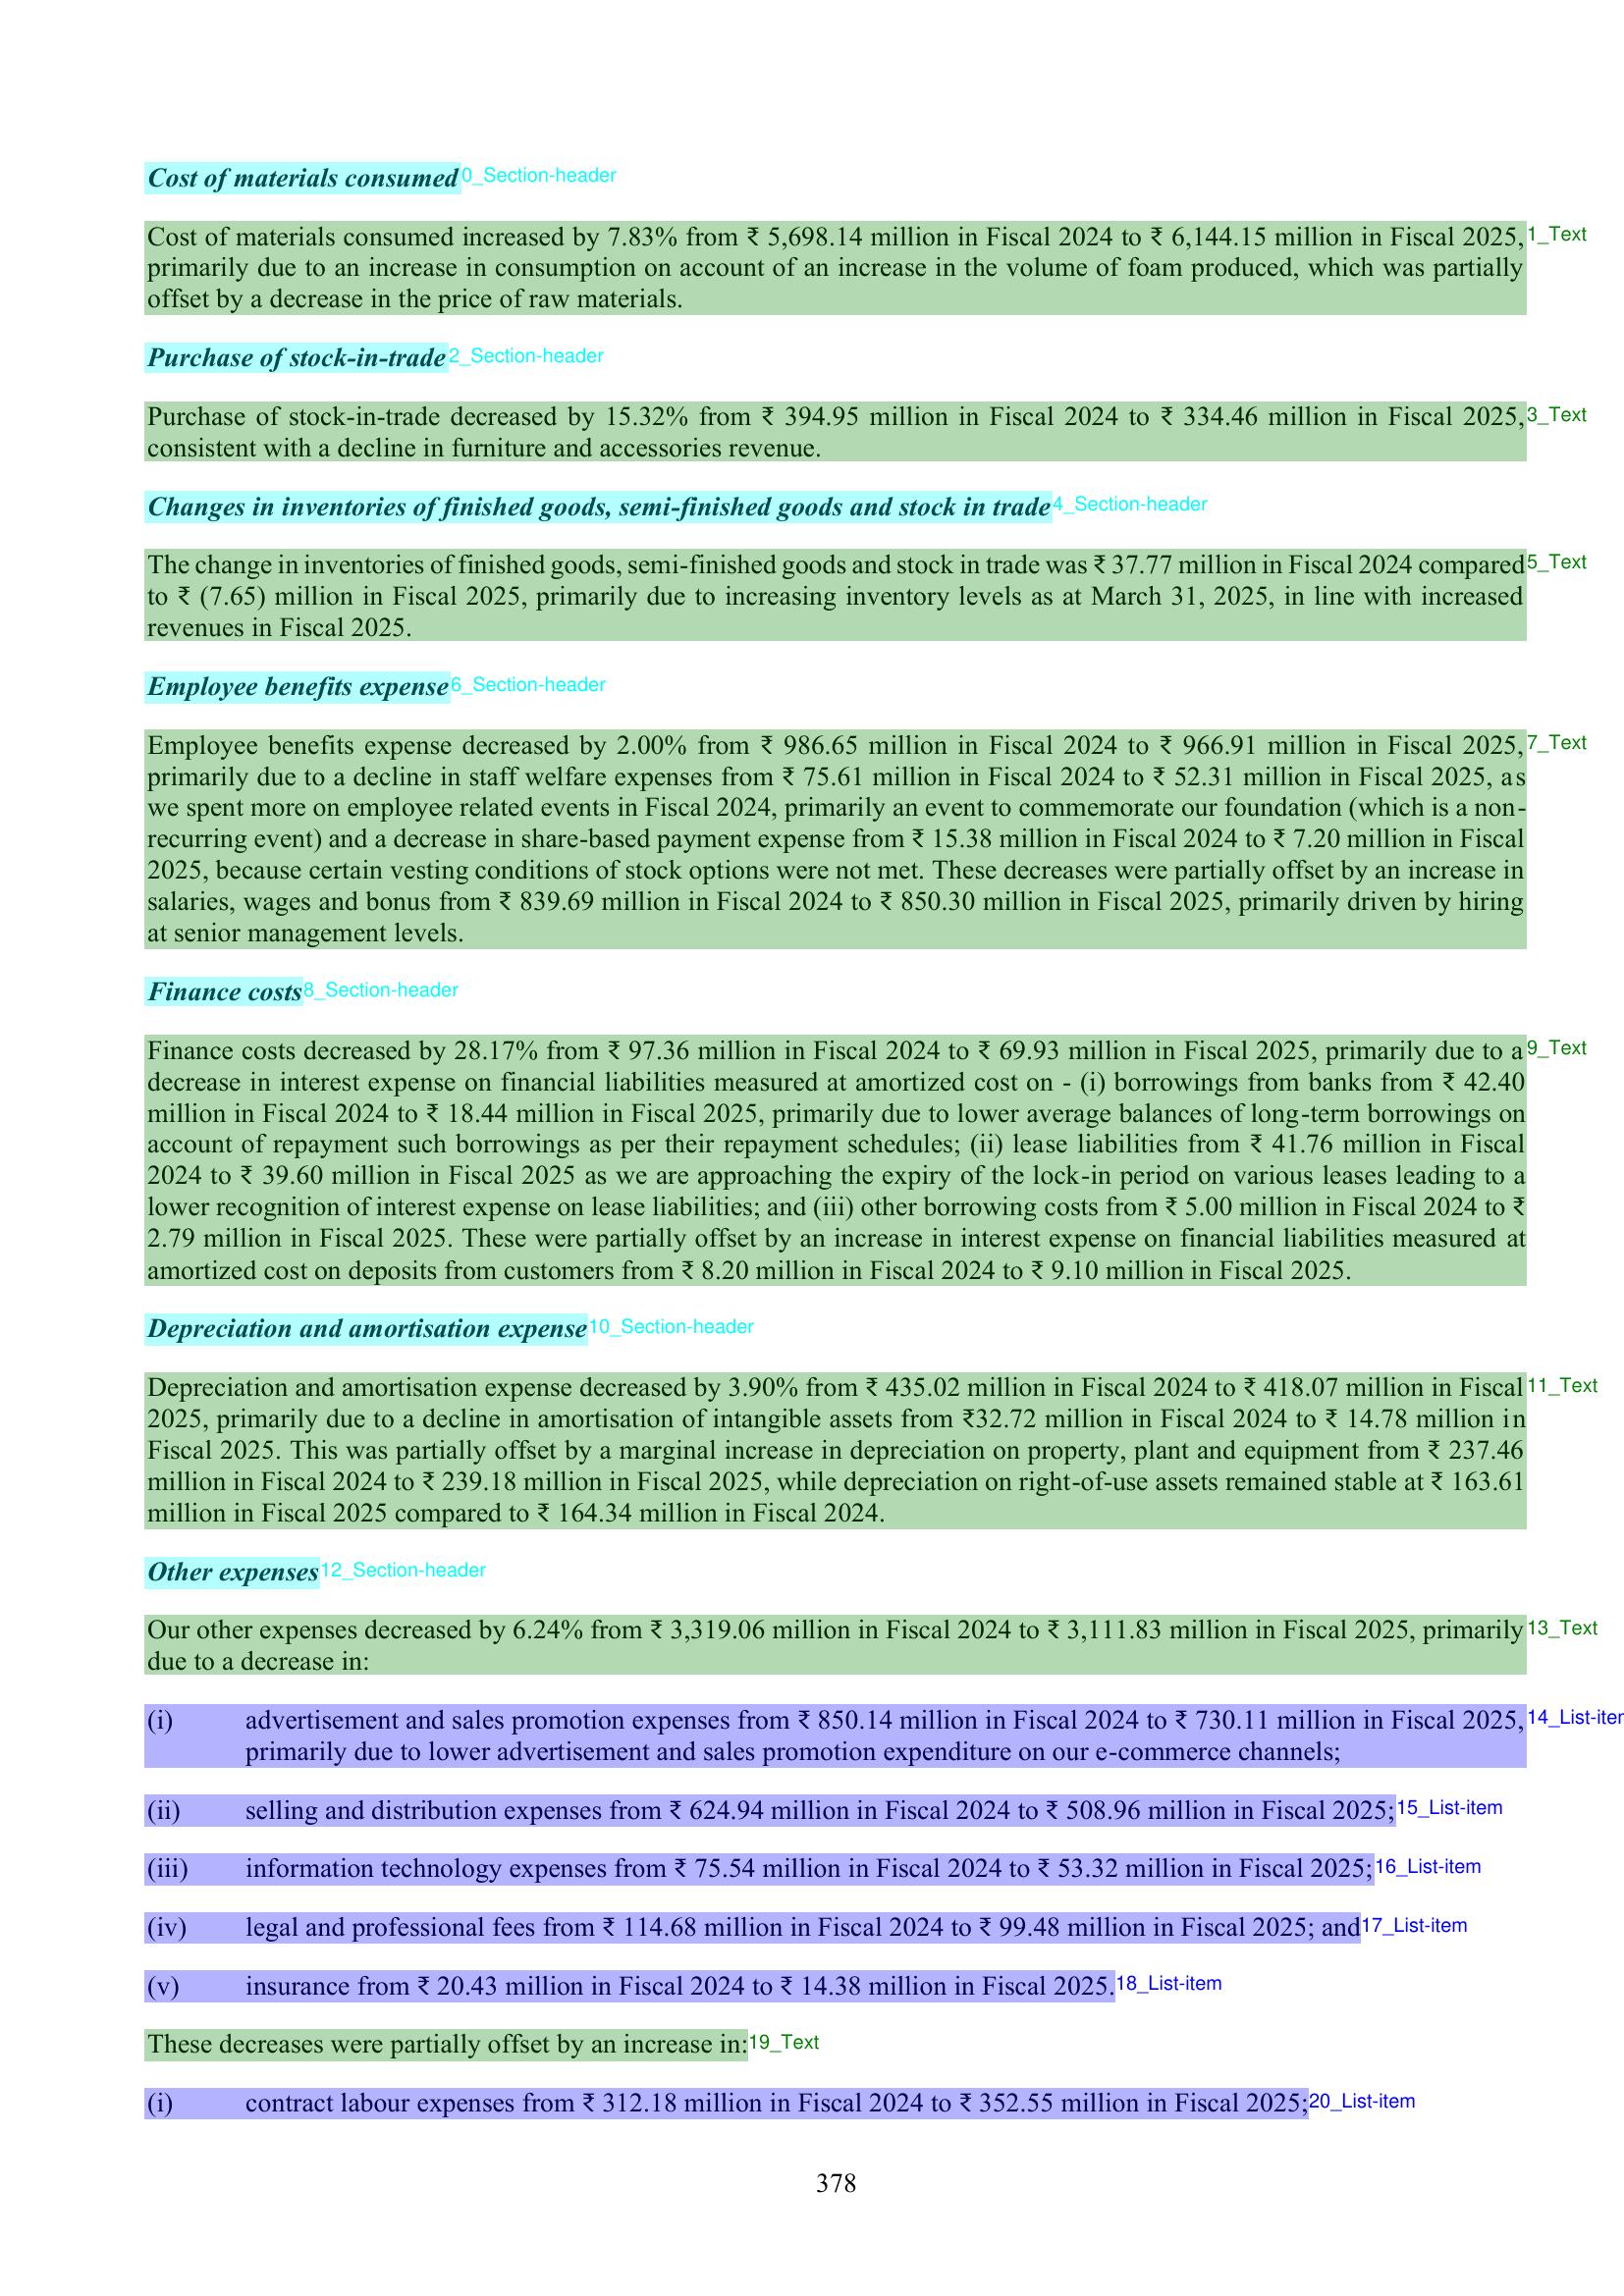 Cost of materials consumed 0_Section-header
Cost of materials consumed increased by 7.83% from ₹ 5,698.14 million in Fiscal 2024 to ₹ 6,144.15 million in Fiscal 2025, 1_Text
primarily due to an increase in consumption on account of an increase in the volume of foam produced, which was partially
offset by a decrease in the price of raw materials.
Purchase of stock-in-trade 2_Section-header
Purchase of stock-in-trade decreased by 15.32% from ₹ 394.95 million in Fiscal 2024 to ₹ 334.46 million in Fiscal 2025, 3_Text
consistent with a decline in furniture and accessories revenue.
Changes in inventories of finished goods, semi-finished goods and stock in trade 4_Section-header
The change in inventories of finished goods, semi-finished goods and stock in trade was ₹ 37.77 million in Fiscal 2024 compared 5_Text
to ₹ (7.65) million in Fiscal 2025, primarily due to increasing inventory levels as at March 31, 2025, in line with increased
revenues in Fiscal 2025.
Employee benefits expense 6_Section-header
Employee benefits expense decreased by 2.00% from ₹ 986.65 million in Fiscal 2024 to ₹ 966.91 million in Fiscal 2025, 7_Text
primarily due to a decline in staff welfare expenses from ₹ 75.61 million in Fiscal 2024 to ₹ 52.31 million in Fiscal 2025, as
we spent more on employee related events in Fiscal 2024, primarily an event to commemorate our foundation (which is a non-
recurring event) and a decrease in share-based payment expense from ₹ 15.38 million in Fiscal 2024 to ₹ 7.20 million in Fiscal
2025, because certain vesting conditions of stock options were not met. These decreases were partially offset by an increase in
salaries, wages and bonus from ₹ 839.69 million in Fiscal 2024 to ₹ 850.30 million in Fiscal 2025, primarily driven by hiring
at senior management levels.
Finance costs 8_Section-header
Finance costs decreased by 28.17% from ₹ 97.36 million in Fiscal 2024 to ₹ 69.93 million in Fiscal 2025, primarily due to a 9_Text
decrease in interest expense on financial liabilities measured at amortized cost on - (i) borrowings from banks from ₹ 42.40
million in Fiscal 2024 to ₹ 18.44 million in Fiscal 2025, primarily due to lower average balances of long-term borrowings on
account of repayment such borrowings as per their repayment schedules; (ii) lease liabilities from ₹ 41.76 million in Fiscal
2024 to ₹ 39.60 million in Fiscal 2025 as we are approaching the expiry of the lock-in period on various leases leading to a
lower recognition of interest expense on lease liabilities; and (iii) other borrowing costs from ₹ 5.00 million in Fiscal 2024 to ₹
2.79 million in Fiscal 2025. These were partially offset by an increase in interest expense on financial liabilities measured at
amortized cost on deposits from customers from ₹ 8.20 million in Fiscal 2024 to ₹ 9.10 million in Fiscal 2025.
Depreciation and amortisation expense 10_Section-header
Depreciation and amortisation expense decreased by 3.90% from ₹ 435.02 million in Fiscal 2024 to ₹ 418.07 million in Fiscal 11_Text
2025, primarily due to a decline in amortisation of intangible assets from ₹32.72 million in Fiscal 2024 to ₹ 14.78 million in
Fiscal 2025. This was partially offset by a marginal increase in depreciation on property, plant and equipment from ₹ 237.46
million in Fiscal 2024 to ₹ 239.18 million in Fiscal 2025, while depreciation on right-of-use assets remained stable at ₹ 163.61
million in Fiscal 2025 compared to ₹ 164.34 million in Fiscal 2024.
Other expenses 12_Section-header
Our other expenses decreased by 6.24% from ₹ 3,319.06 million in Fiscal 2024 to ₹ 3,111.83 million in Fiscal 2025, primarily 13_Text
due to a decrease in:
(i) advertisement and sales promotion expenses from ₹ 850.14 million in Fiscal 2024 to ₹ 730.11 million in Fiscal 2025, 14_List-iter
primarily due to lower advertisement and sales promotion expenditure on our e-commerce channels;
(ii) selling and distribution expenses from ₹ 624.94 million in Fiscal 2024 to ₹ 508.96 million in Fiscal 2025; 15_List-item
(iii) information technology expenses from ₹ 75.54 million in Fiscal 2024 to ₹ 53.32 million in Fiscal 2025; 16_List-item
(iv) legal and professional fees from ₹ 114.68 million in Fiscal 2024 to ₹ 99.48 million in Fiscal 2025; and 17_List-item
(v) insurance from ₹ 20.43 million in Fiscal 2024 to ₹ 14.38 million in Fiscal 2025. 18_List-item
These decreases were partially offset by an increase in: 19_Text
(i) contract labour expenses from ₹ 312.18 million in Fiscal 2024 to ₹ 352.55 million in Fiscal 2025; 20_List-item
378